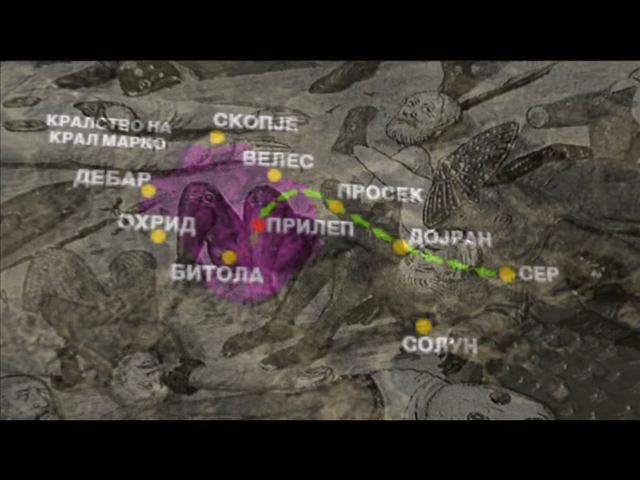 КРАЛСТВО НА
КРАЛ МАРКО
СКОПЈЕ
ВЕЛЕС
ДЕБАР
ПРОСЕК
ОХРИД
ПРИЛЕП
ДОЈРАН
БИТОЛА
СЕР
СОЛУН